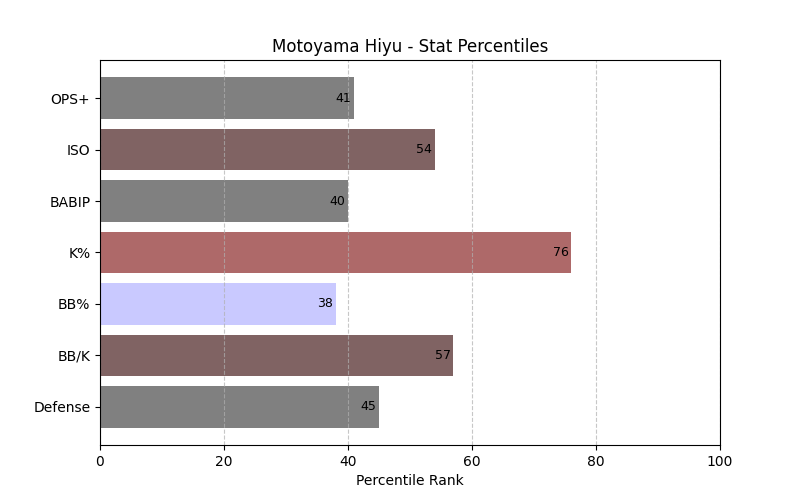 Motoyama Hiyu - Stat Percentiles
OPS+ 41
ISO 54
BABIP 40
K% 76
BB% 38
BB/K 57
Defense 45
0 20 40 60 80 100
Percentile Rank